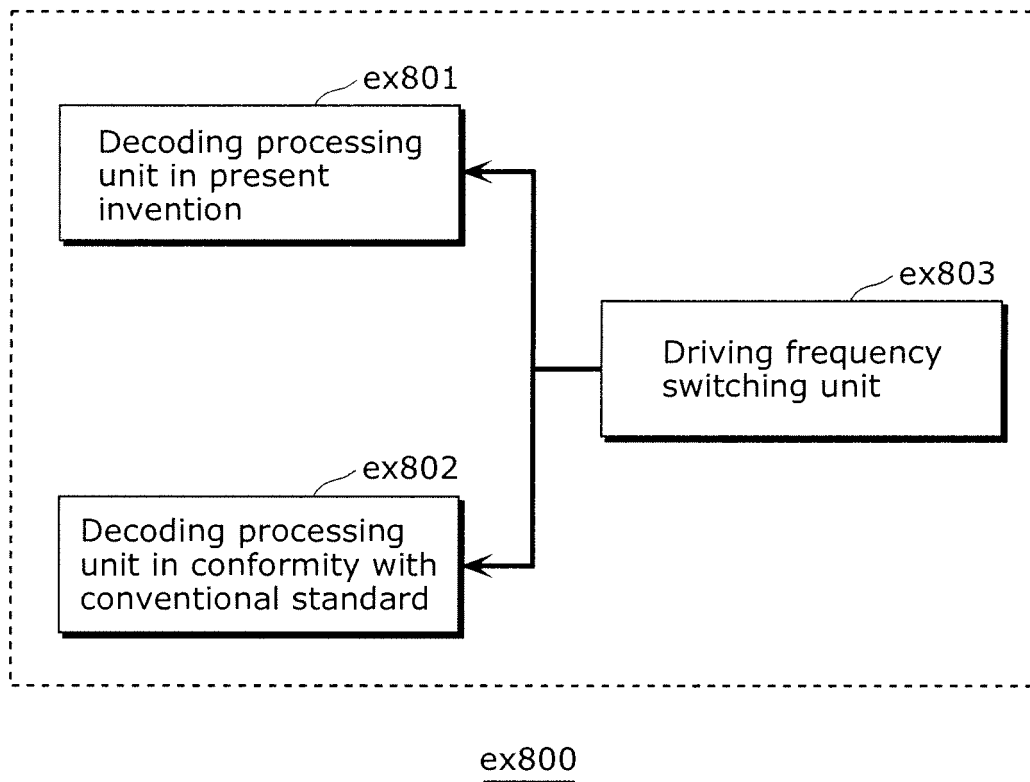 ex801
Decoding processing
unit in present
invention
ex803
Driving frequency
switching unit
ex802
Decoding processing
unit in conformity with
conventional standard
ex800